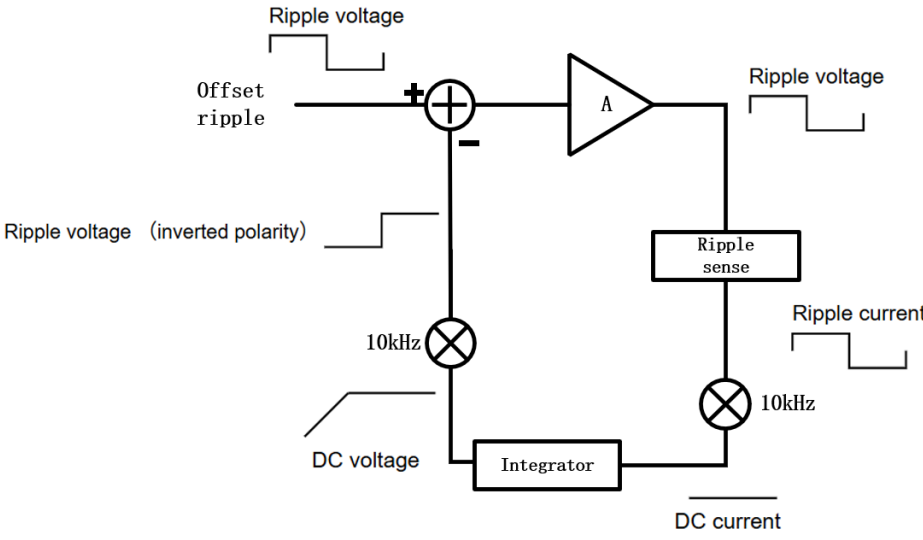 Ripple voltage
Offset
ripple
+
-
A
Ripple voltage
Ripple voltage （inverted polarity）
Ripple
sense
Ripple current
10kHz
10kHz
DC voltage
Integrator
DC current